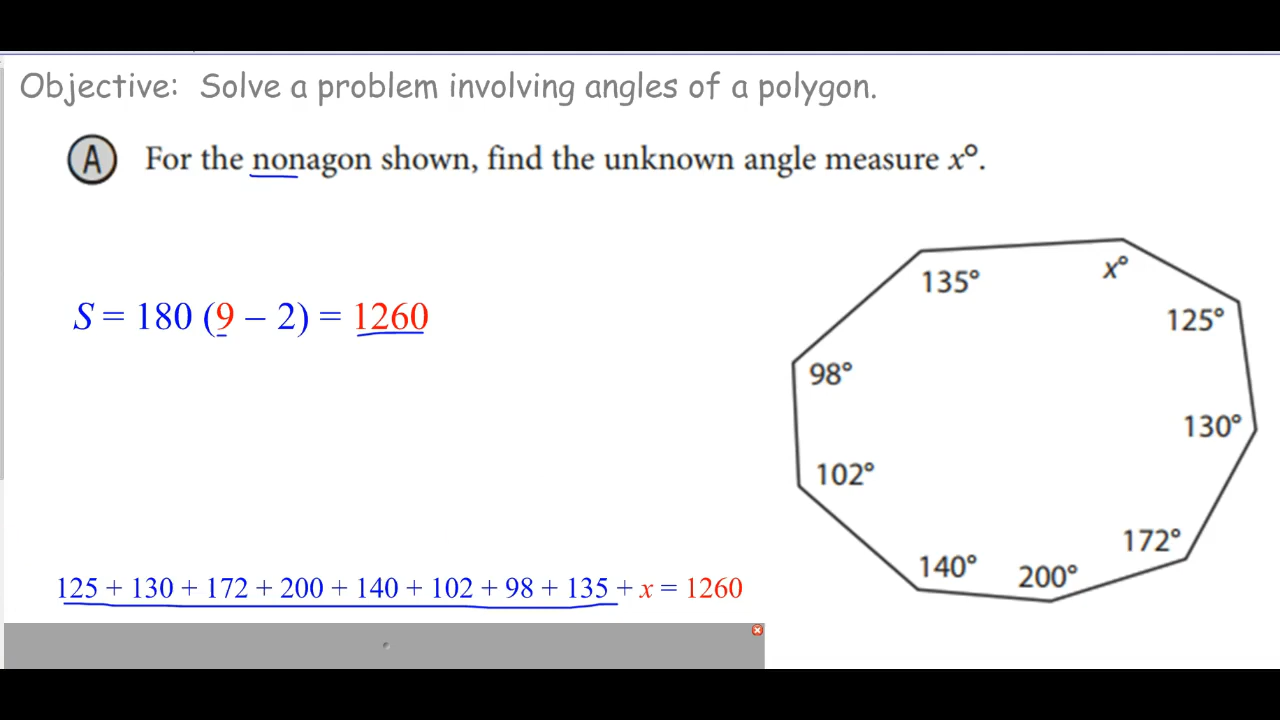 Objective: Solve a problem involving angles of a polygon.
A For the nonagon shown, find the unknown angle measure x°.
S = 180 (9 – 2) = 1260
135°
x°
125°
98°
130°
102°
172°
140°
200°
125 + 130 + 172 + 200 + 140 + 102 + 98 + 135 + x = 1260